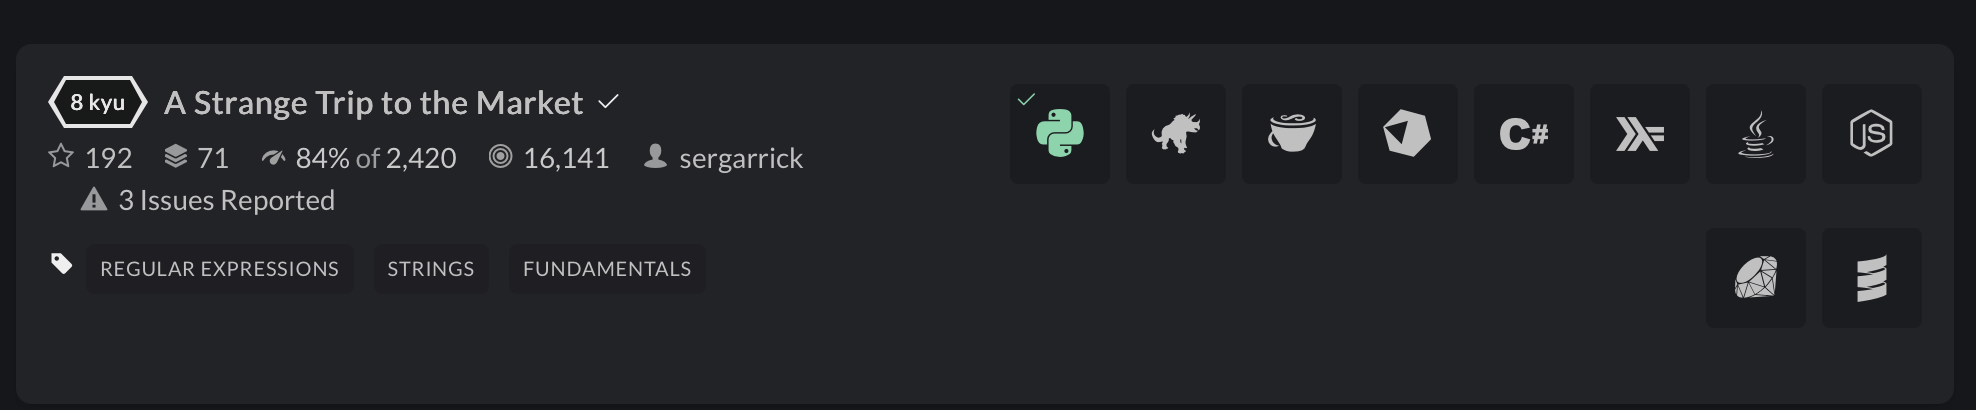 8 kyu A Strange Trip to the Market
192 71 84% of 2,420 16,141 sergarrick
3 Issues Reported
REGULAR EXPRESSIONS STRINGS FUNDAMENTALS
C#
JS